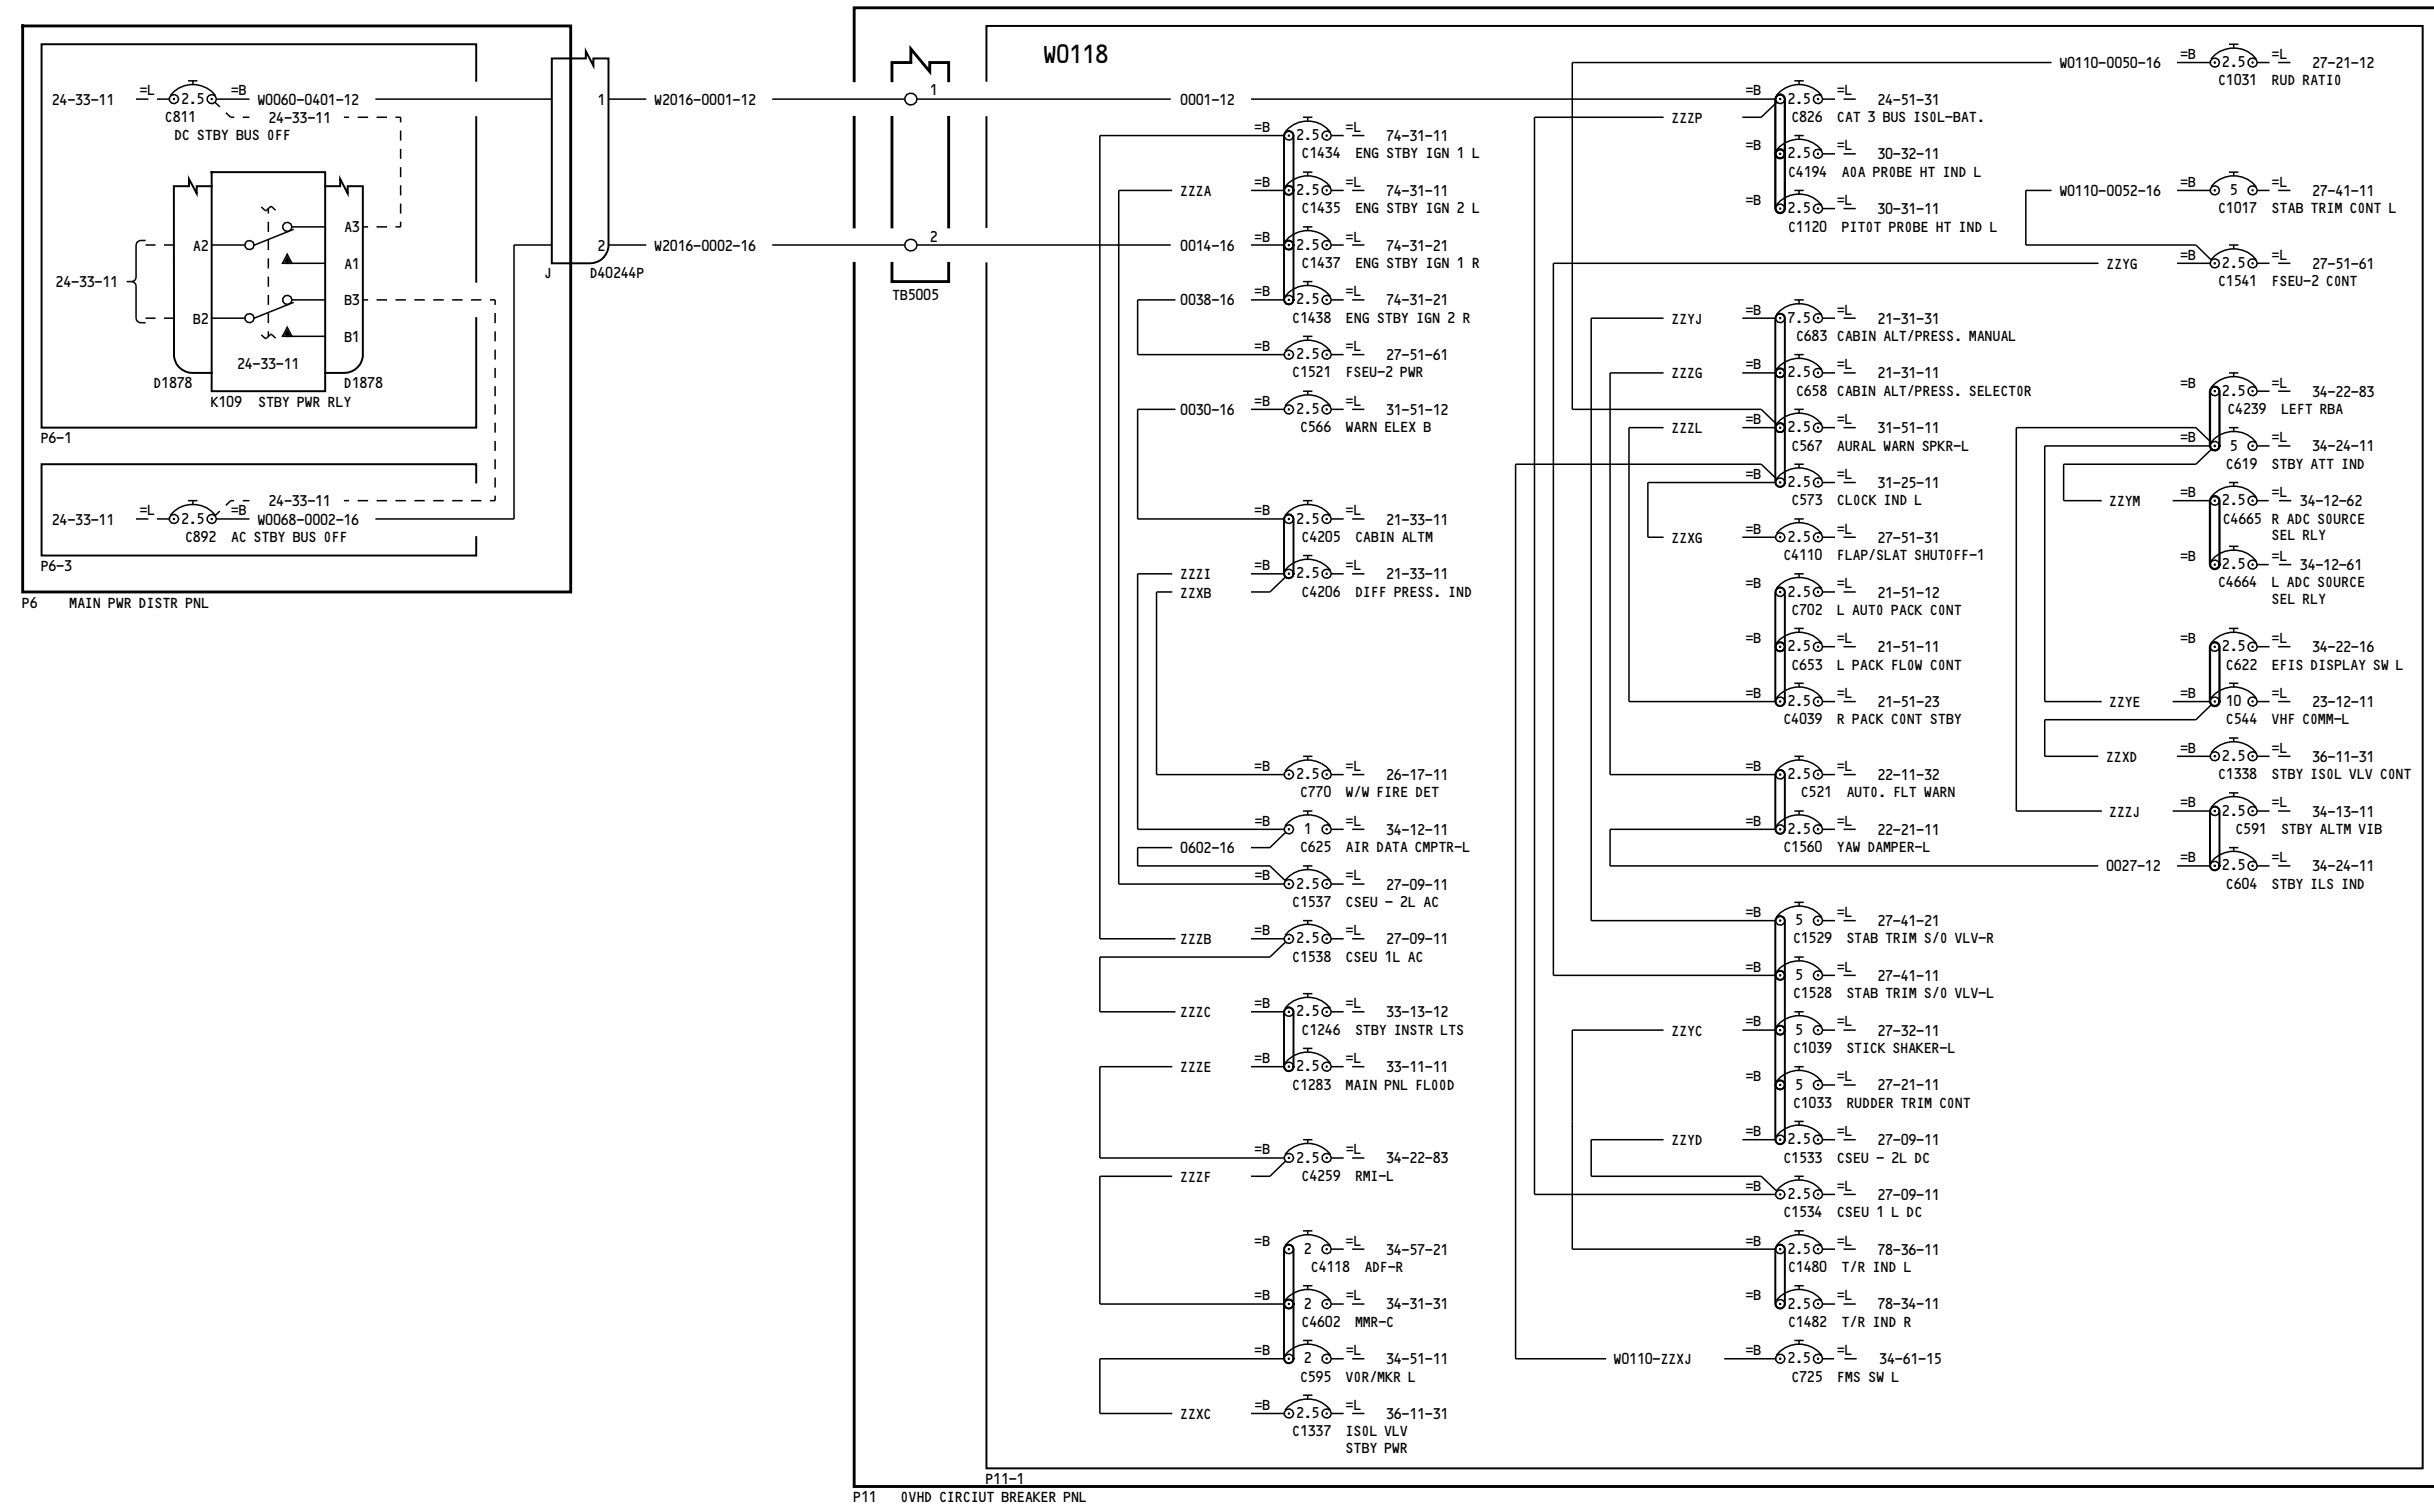 24-33-11 =L 2.5 =B W0060-0401-12
C811 24-33-11
DC STBY BUS OFF
A2 A3
A1
24-33-11
B2 B3
B1
24-33-11
D1878 D1878
K109 STBY PWR RLY
P6-1
24-33-11
24-33-11 =L 2.5 =B W0068-0002-16
C892 AC STBY BUS OFF
P6-3
P6 MAIN PWR DISTR PNL
1 W2016-0001-12
2 W2016-0002-16
J D40244P
1
2
TB5005
W0118
0001-12
=B 2.5 =L 74-31-11
C1434 ENG STBY IGN 1 L
ZZZA =B 2.5 =L 74-31-11
C1435 ENG STBY IGN 2 L
0014-16 =B 2.5 =L 74-31-21
C1437 ENG STBY IGN 1 R
0038-16 =B 2.5 =L 74-31-21
C1438 ENG STBY IGN 2 R
=B 2.5 =L 27-51-61
C1521 FSEU-2 PWR
0030-16 =B 2.5 =L 31-51-12
C566 WARN ELEX B
=B 2.5 =L 21-33-11
C4205 CABIN ALTM
ZZZI =B 2.5 =L 21-33-11
ZZXB C4206 DIFF PRESS. IND
=B 2.5 =L 26-17-11
C770 W/W FIRE DET
=B 1 =L 34-12-11
0602-16 C625 AIR DATA CMPTR-L
=B 2.5 =L 27-09-11
C1537 CSEU - 2L AC
ZZZB =B 2.5 =L 27-09-11
C1538 CSEU 1L AC
ZZZC =B 2.5 =L 33-13-12
C1246 STBY INSTR LTS
ZZZE =B 2.5 =L 33-11-11
C1283 MAIN PNL FLOOD
=B 2.5 =L 34-22-83
ZZZF C4259 RMI-L
=B 2 =L 34-57-21
C4118 ADF-R
=B 2 =L 34-31-31
C4602 MMR-C
=B 2 =L 34-51-11
C595 VOR/MKR L
ZZXC =B 2.5 =L 36-11-31
C1337 ISOL VLV
STBY PWR
=B 2.5 =L 24-51-31
ZZZP C826 CAT 3 BUS ISOL-BAT.
=B 2.5 =L 30-32-11
C4194 AOA PROBE HT IND L
=B 2.5 =L 30-31-11
C1120 PITOT PROBE HT IND L
ZZYJ =B 7.5 =L 21-31-31
C683 CABIN ALT/PRESS. MANUAL
ZZZG =B 2.5 =L 21-31-11
C658 CABIN ALT/PRESS. SELECTOR
ZZZL =B 2.5 =L 31-51-11
C567 AURAL WARN SPKR-L
=B 2.5 =L 31-25-11
C573 CLOCK IND L
ZZXG =B 2.5 =L 27-51-31
C4110 FLAP/SLAT SHUTOFF-1
=B 2.5 =L 21-51-12
C702 L AUTO PACK CONT
=B 2.5 =L 21-51-11
C653 L PACK FLOW CONT
=B 2.5 =L 21-51-23
C4039 R PACK CONT STBY
=B 2.5 =L 22-11-32
C521 AUTO. FLT WARN
=B 2.5 =L 22-21-11
C1560 YAW DAMPER-L
=B 5 =L 27-41-21
C1529 STAB TRIM S/O VLV-R
=B 5 =L 27-41-11
C1528 STAB TRIM S/O VLV-L
ZZYC =B 5 =L 27-32-11
C1039 STICK SHAKER-L
=B 5 =L 27-21-11
C1033 RUDDER TRIM CONT
ZZYD =B 2.5 =L 27-09-11
C1533 CSEU - 2L DC
=B 2.5 =L 27-09-11
C1534 CSEU 1 L DC
=B 2.5 =L 78-36-11
C1480 T/R IND L
=B 2.5 =L 78-34-11
C1482 T/R IND R
W0110-ZZXJ =B 2.5 =L 34-61-15
C725 FMS SW L
W0110-0050-16 =B 2.5 =L 27-21-12
C1031 RUD RATIO
W0110-0052-16 =B 5 =L 27-41-11
C1017 STAB TRIM CONT L
ZZYG =B 2.5 =L 27-51-61
C1541 FSEU-2 CONT
=B 2.5 =L 34-22-83
C4239 LEFT RBA
=B 5 =L 34-24-11
C619 STBY ATT IND
ZZYM =B 2.5 =L 34-12-62
C4665 R ADC SOURCE
SEL RLY
=B 2.5 =L 34-12-61
C4664 L ADC SOURCE
SEL RLY
=B 2.5 =L 34-22-16
C622 EFIS DISPLAY SW L
ZZYE =B 10 =L 23-12-11
C544 VHF COMM-L
ZZXD =B 2.5 =L 36-11-31
C1338 STBY ISOL VLV CONT
ZZZJ =B 2.5 =L 34-13-11
C591 STBY ALTM VIB
0027-12 =B 2.5 =L 34-24-11
C604 STBY ILS IND
P11-1
P11 OVHD CIRCIUT BREAKER PNL